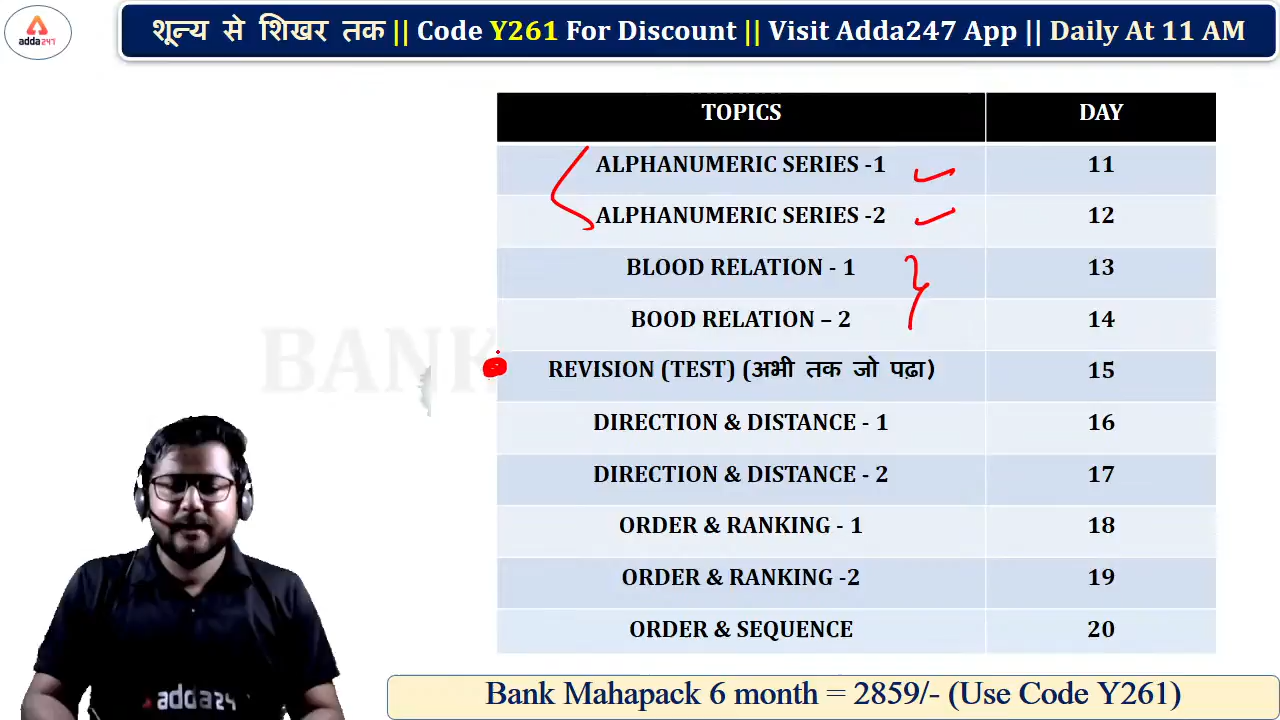 adda247
शून्य से शिखर तक || Code Y261 For Discount || Visit Adda247 App || Daily At 11 AM
TOPICS DAY
ALPHANUMERIC SERIES -1 11
ALPHANUMERIC SERIES -2 12
BLOOD RELATION - 1 13
BOOD RELATION – 2 14
BANK
REVISION (TEST) (अभी तक जो पढ़ा) 15
DIRECTION & DISTANCE - 1 16
DIRECTION & DISTANCE - 2 17
ORDER & RANKING - 1 18
ORDER & RANKING -2 19
ORDER & SEQUENCE 20
adda24
Bank Mahapack 6 month = 2859/- (Use Code Y261)